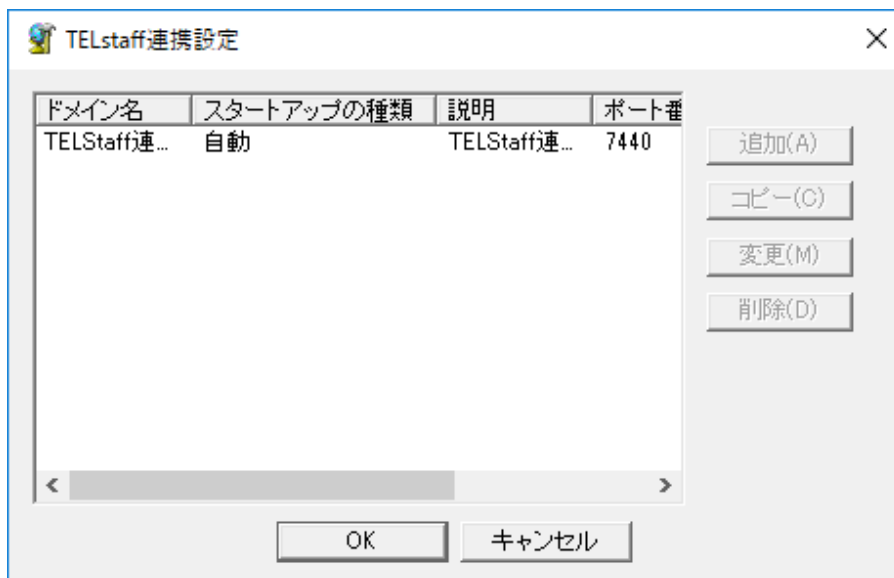 TELstaff連携設定
ドメイン名 スタートアップの種類 説明 ポート番
TELStaff連... 自動 TELStaff連... 7440
追加(A)
コピー(C)
変更(M)
削除(D)
OK キャンセル